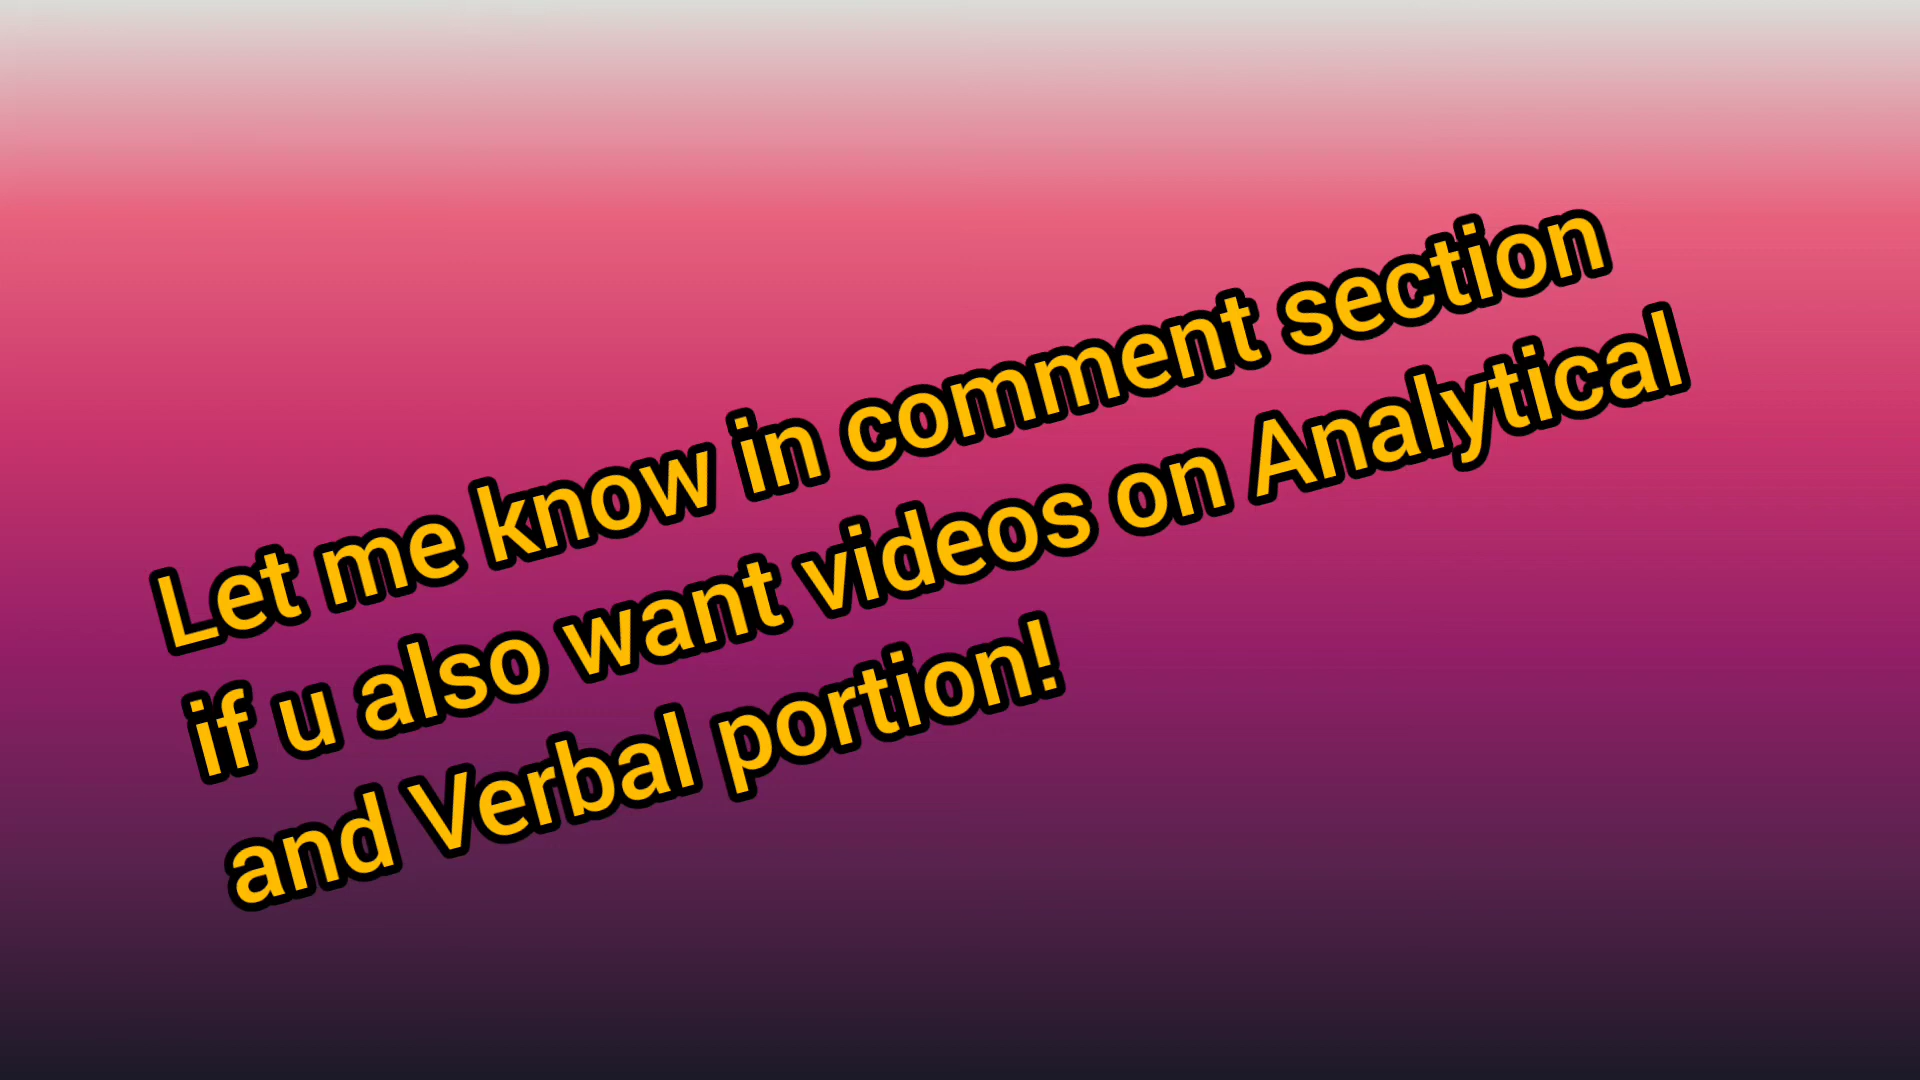 Let me know in comment section
if u also want videos on Analytical
and Verbal portion!